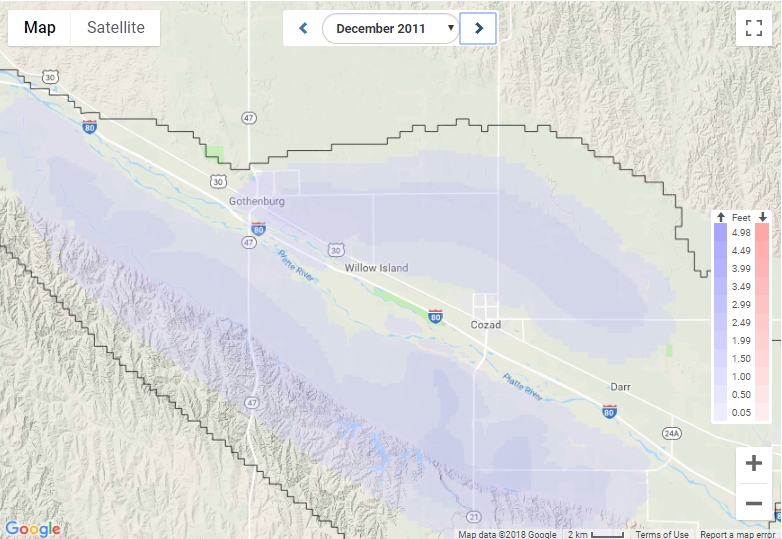 Map Satellite
December 2011
30
47
80
30
Gothenburg
80
47
30
Platte River
Willow Island
80
Cozad
Platte River
Darr
80
47
24A
21
Feet
4.98
4.49
3.99
3.49
2.99
2.49
1.99
1.50
1.00
0.50
0.05
+
−
Google
Map data ©2018 Google 2 km Terms of Use Report a map error